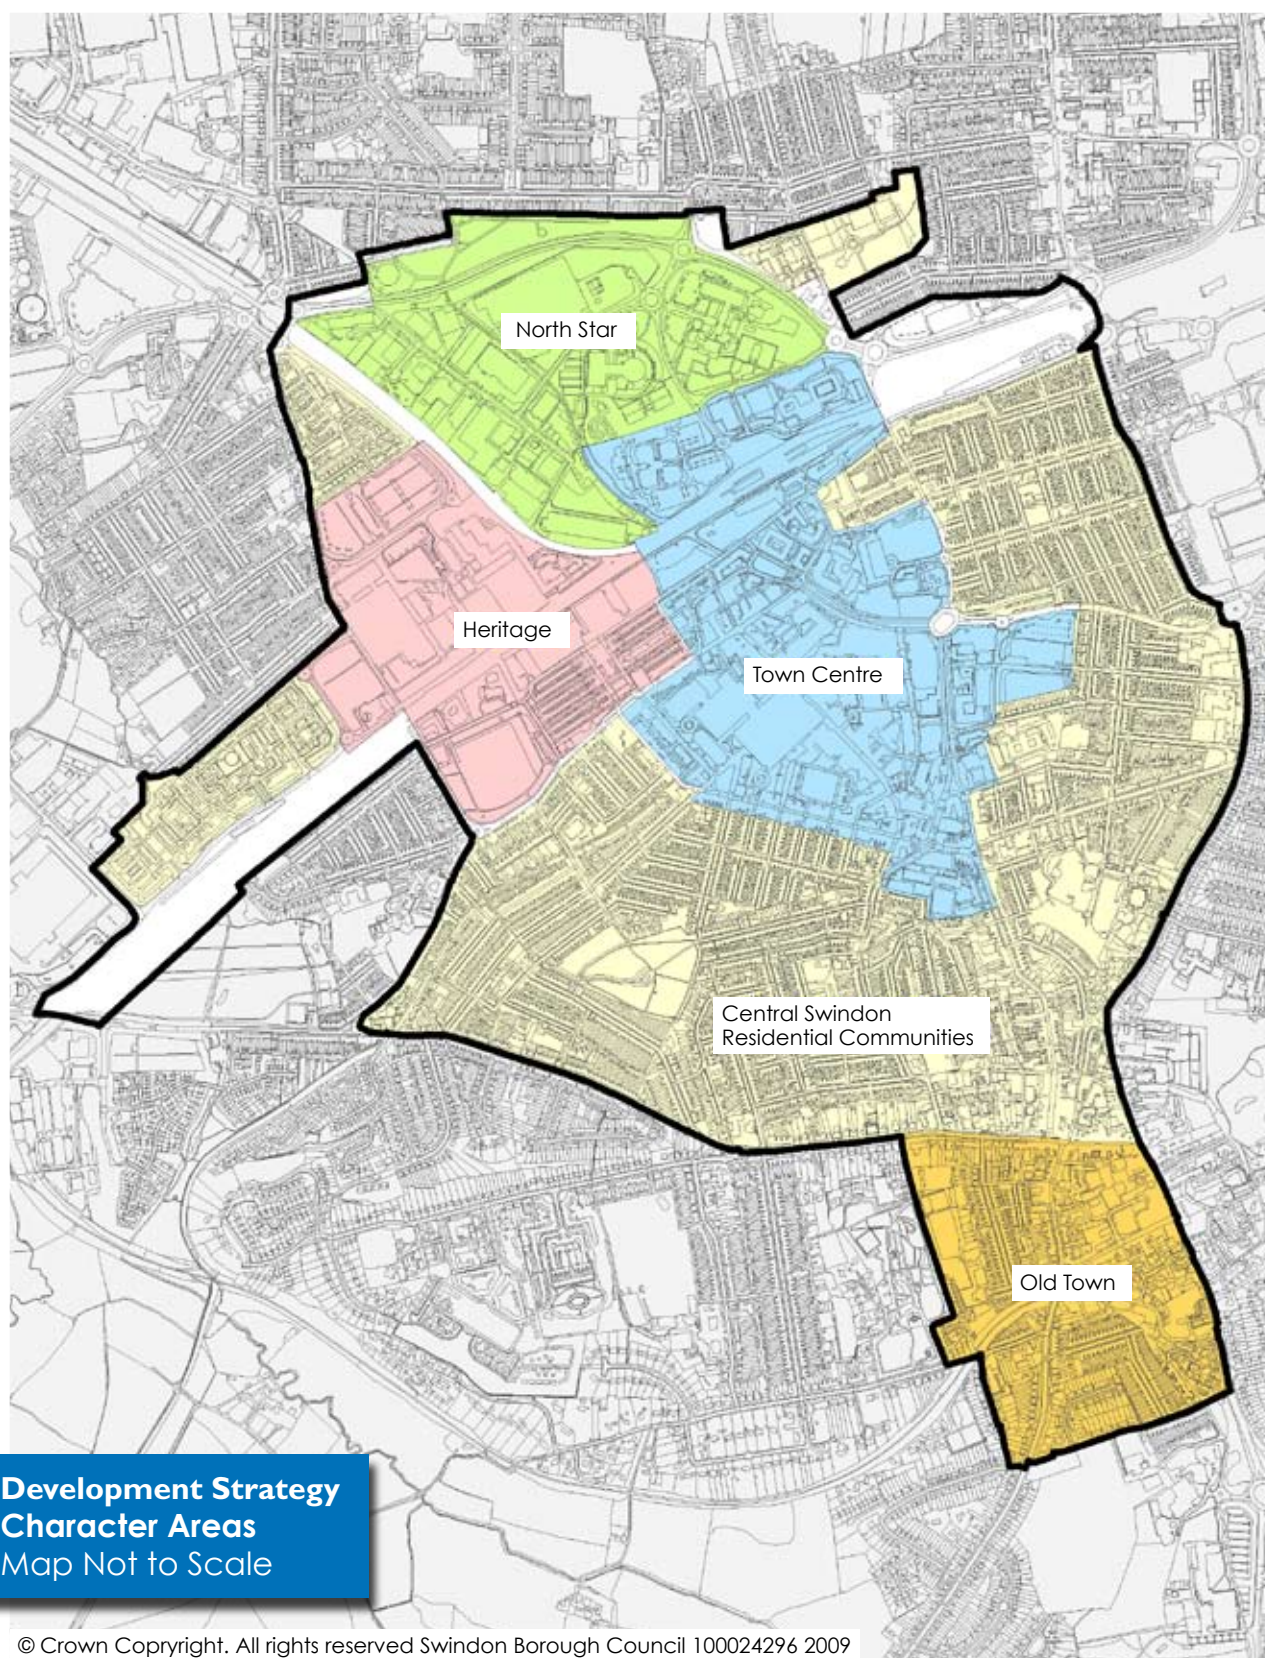 North Star
Heritage
Town Centre
Central Swindon
Residential Communities
Old Town
Development Strategy
Character Areas
Map Not to Scale
© Crown Copryright. All rights reserved Swindon Borough Council 100024296 2009